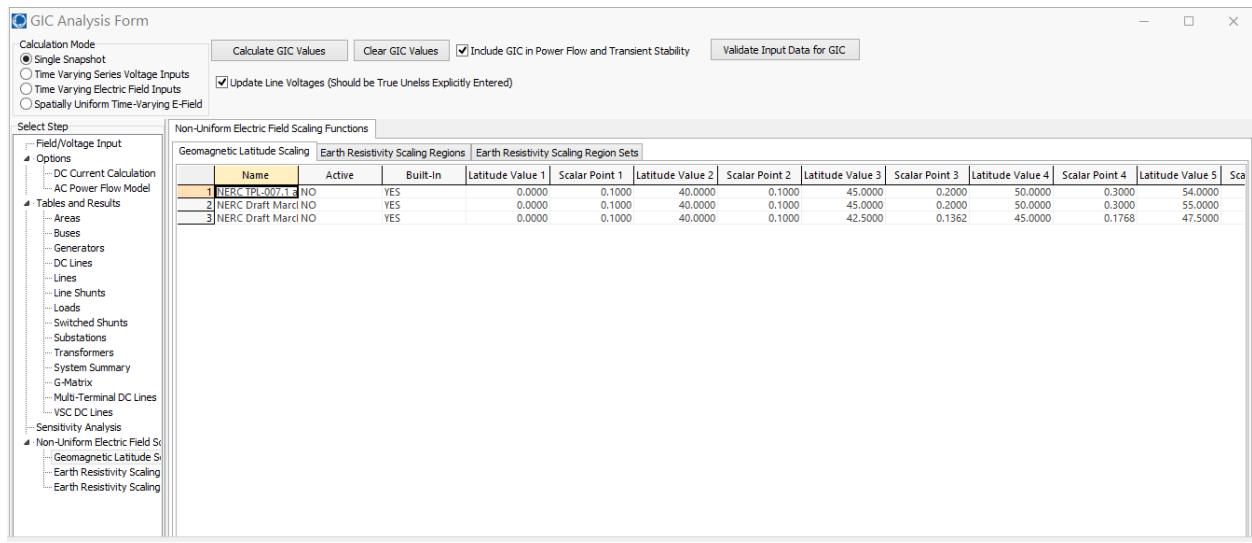 GIC Analysis Form
Calculation Mode
Single Snapshot
Time Varying Series Voltage Inputs
Time Varying Electric Field Inputs
Spatially Uniform Time-Varying E-Field
Calculate GIC Values Clear GIC Values Include GIC in Power Flow and Transient Stability Validate Input Data for GIC
Update Line Voltages (Should be True Unelss Explicitly Entered)
Select Step
Field/Voltage Input
Options
DC Current Calculation
AC Power Flow Model
Tables and Results
Areas
Buses
Generators
DC Lines
Lines
Line Shunts
Loads
Switched Shunts
Substations
Transformers
System Summary
G-Matrix
Multi-Terminal DC Lines
VSC DC Lines
Sensitivity Analysis
Non-Uniform Electric Field Sc
Geomagnetic Latitude Sc
Earth Resistivity Scaling
Earth Resistivity Scaling
Non-Uniform Electric Field Scaling Functions
Geomagnetic Latitude Scaling Earth Resistivity Scaling Regions Earth Resistivity Scaling Region Sets
Name Active Built-In Latitude Value 1 Scalar Point 1 Latitude Value 2 Scalar Point 2 Latitude Value 3 Scalar Point 3 Latitude Value 4 Scalar Point 4 Latitude Value 5 Sca
1 NERC TPL-007.1 a NO YES 0.0000 0.1000 40.0000 0.1000 45.0000 0.2000 50.0000 0.3000 54.0000
2 NERC Draft Marcl NO YES 0.0000 0.1000 40.0000 0.1000 45.0000 0.2000 50.0000 0.3000 55.0000
3 NERC Draft Marcl NO YES 0.0000 0.1000 40.0000 0.1000 42.5000 0.1362 45.0000 0.1768 47.5000